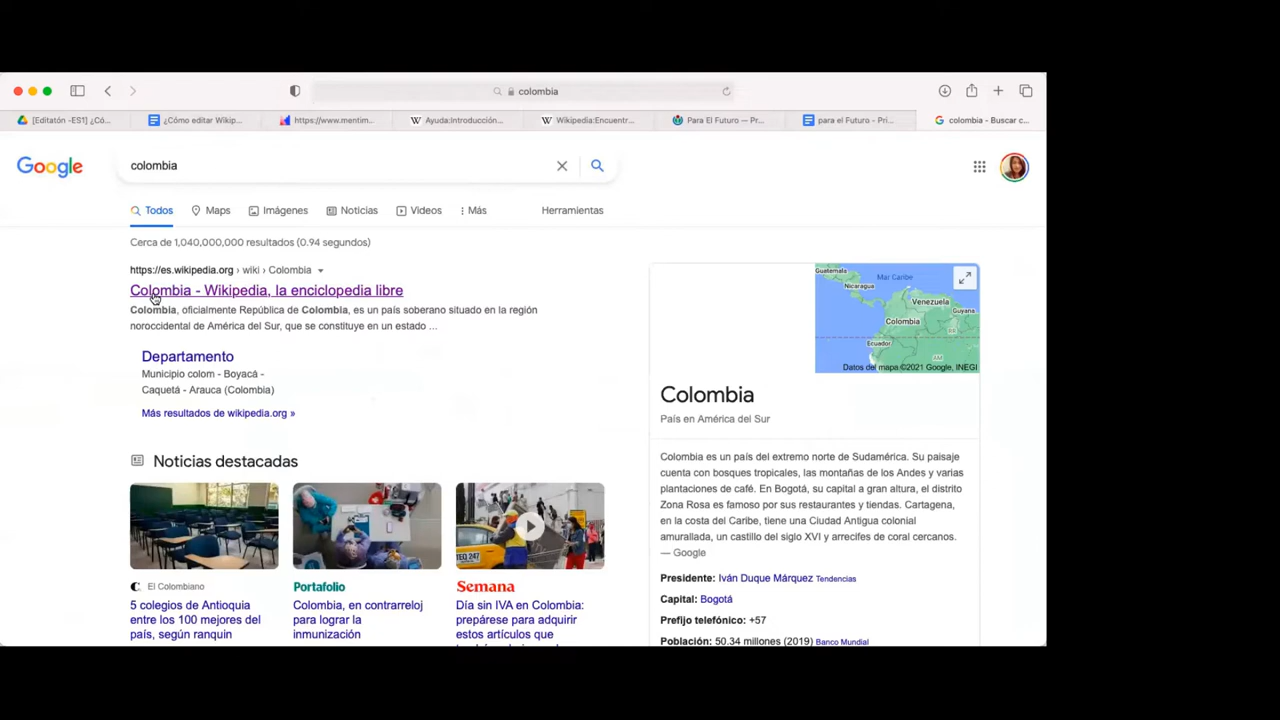 colombia
[Editatón -ES1] ¿Có...
¿Cómo editar Wikip...
https://www.mentim...
Ayuda:Introducción...
Wikipedia:Encuentr...
Para El Futuro — Pr...
para el Futuro - Pri...
colombia - Buscar c...
Google
colombia
Todos
Maps
Imágenes
Noticias
Videos
Más
Herramientas
Cerca de 1,040,000,000 resultados (0.94 segundos)
https://es.wikipedia.org › wiki › Colombia
Colombia - Wikipedia, la enciclopedia libre
Colombia, oficialmente República de Colombia, es un país soberano situado en la región
noroccidental de América del Sur, que se constituye en un estado ...
Departamento
Municipio colom - Boyacá -
Caquetá - Arauca (Colombia)
Más resultados de wikipedia.org »
Noticias destacadas
El Colombiano
5 colegios de Antioquia
entre los 100 mejores del
país, según ranquin
Portafolio
Colombia, en contrarreloj
para lograr la
inmunización
TEQ 247
Semana
Día sin IVA en Colombia:
prepárese para adquirir
estos artículos que
Guatemala
Mar Caribe
Nicaragua
Venezuela
Guyana
Colombia
Ecuador
AM
Perú
Datos del mapa ©2021 Google, INEGI
Colombia
País en América del Sur
Colombia es un país del extremo norte de Sudamérica. Su paisaje
cuenta con bosques tropicales, las montañas de los Andes y varias
plantaciones de café. En Bogotá, su capital a gran altura, el distrito
Zona Rosa es famoso por sus restaurantes y tiendas. Cartagena,
en la costa del Caribe, tiene una Ciudad Antigua colonial
amurallada, un castillo del siglo XVI y arrecifes de coral cercanos.
— Google
Presidente: Iván Duque Márquez Tendencias
Capital: Bogotá
Prefijo telefónico: +57
Población: 50.34 millones (2019) Banco Mundial